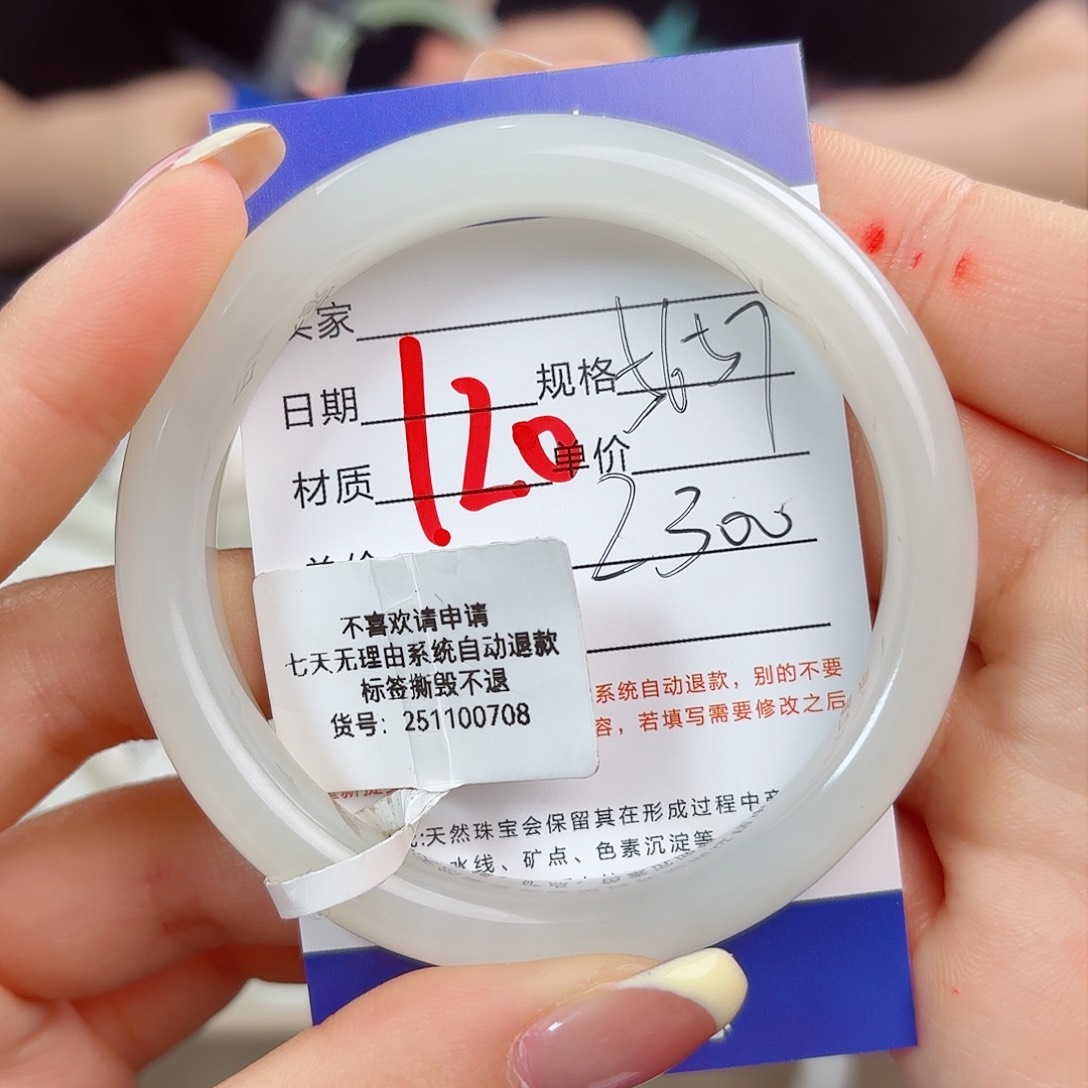 卖家
日期 规格 5657
1.20
材质 单价
2300
不喜欢请申请
七天无理由系统自动退款
标签撕毁不退
货号：251100708
系统自动退款，别的不要
容，若填写需要修改之后
:天然珠宝会保留其在形成过程中
水线、矿点、色素沉淀等